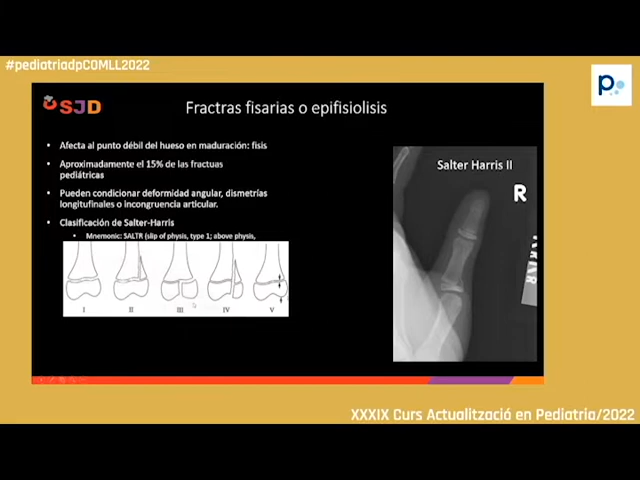 #pediatriadpCOMLL2022
p
SJD
Fractras fisarias o epifisiolisis
Afecta al punto débil del hueso en maduración: fisis
Aproximadamente el 15% de las fractuas
pediátricas
Pueden condicionar deformidad angular, dismetrías
longitufinales o incongruencia articular.
Clasificación de Salter-Harris
Mnemonic: SALTR (slip of physis, type 1; above physis,
I II III IV V
Salter Harris II
R
XXXIX Curs Actualització en Pediatria/2022